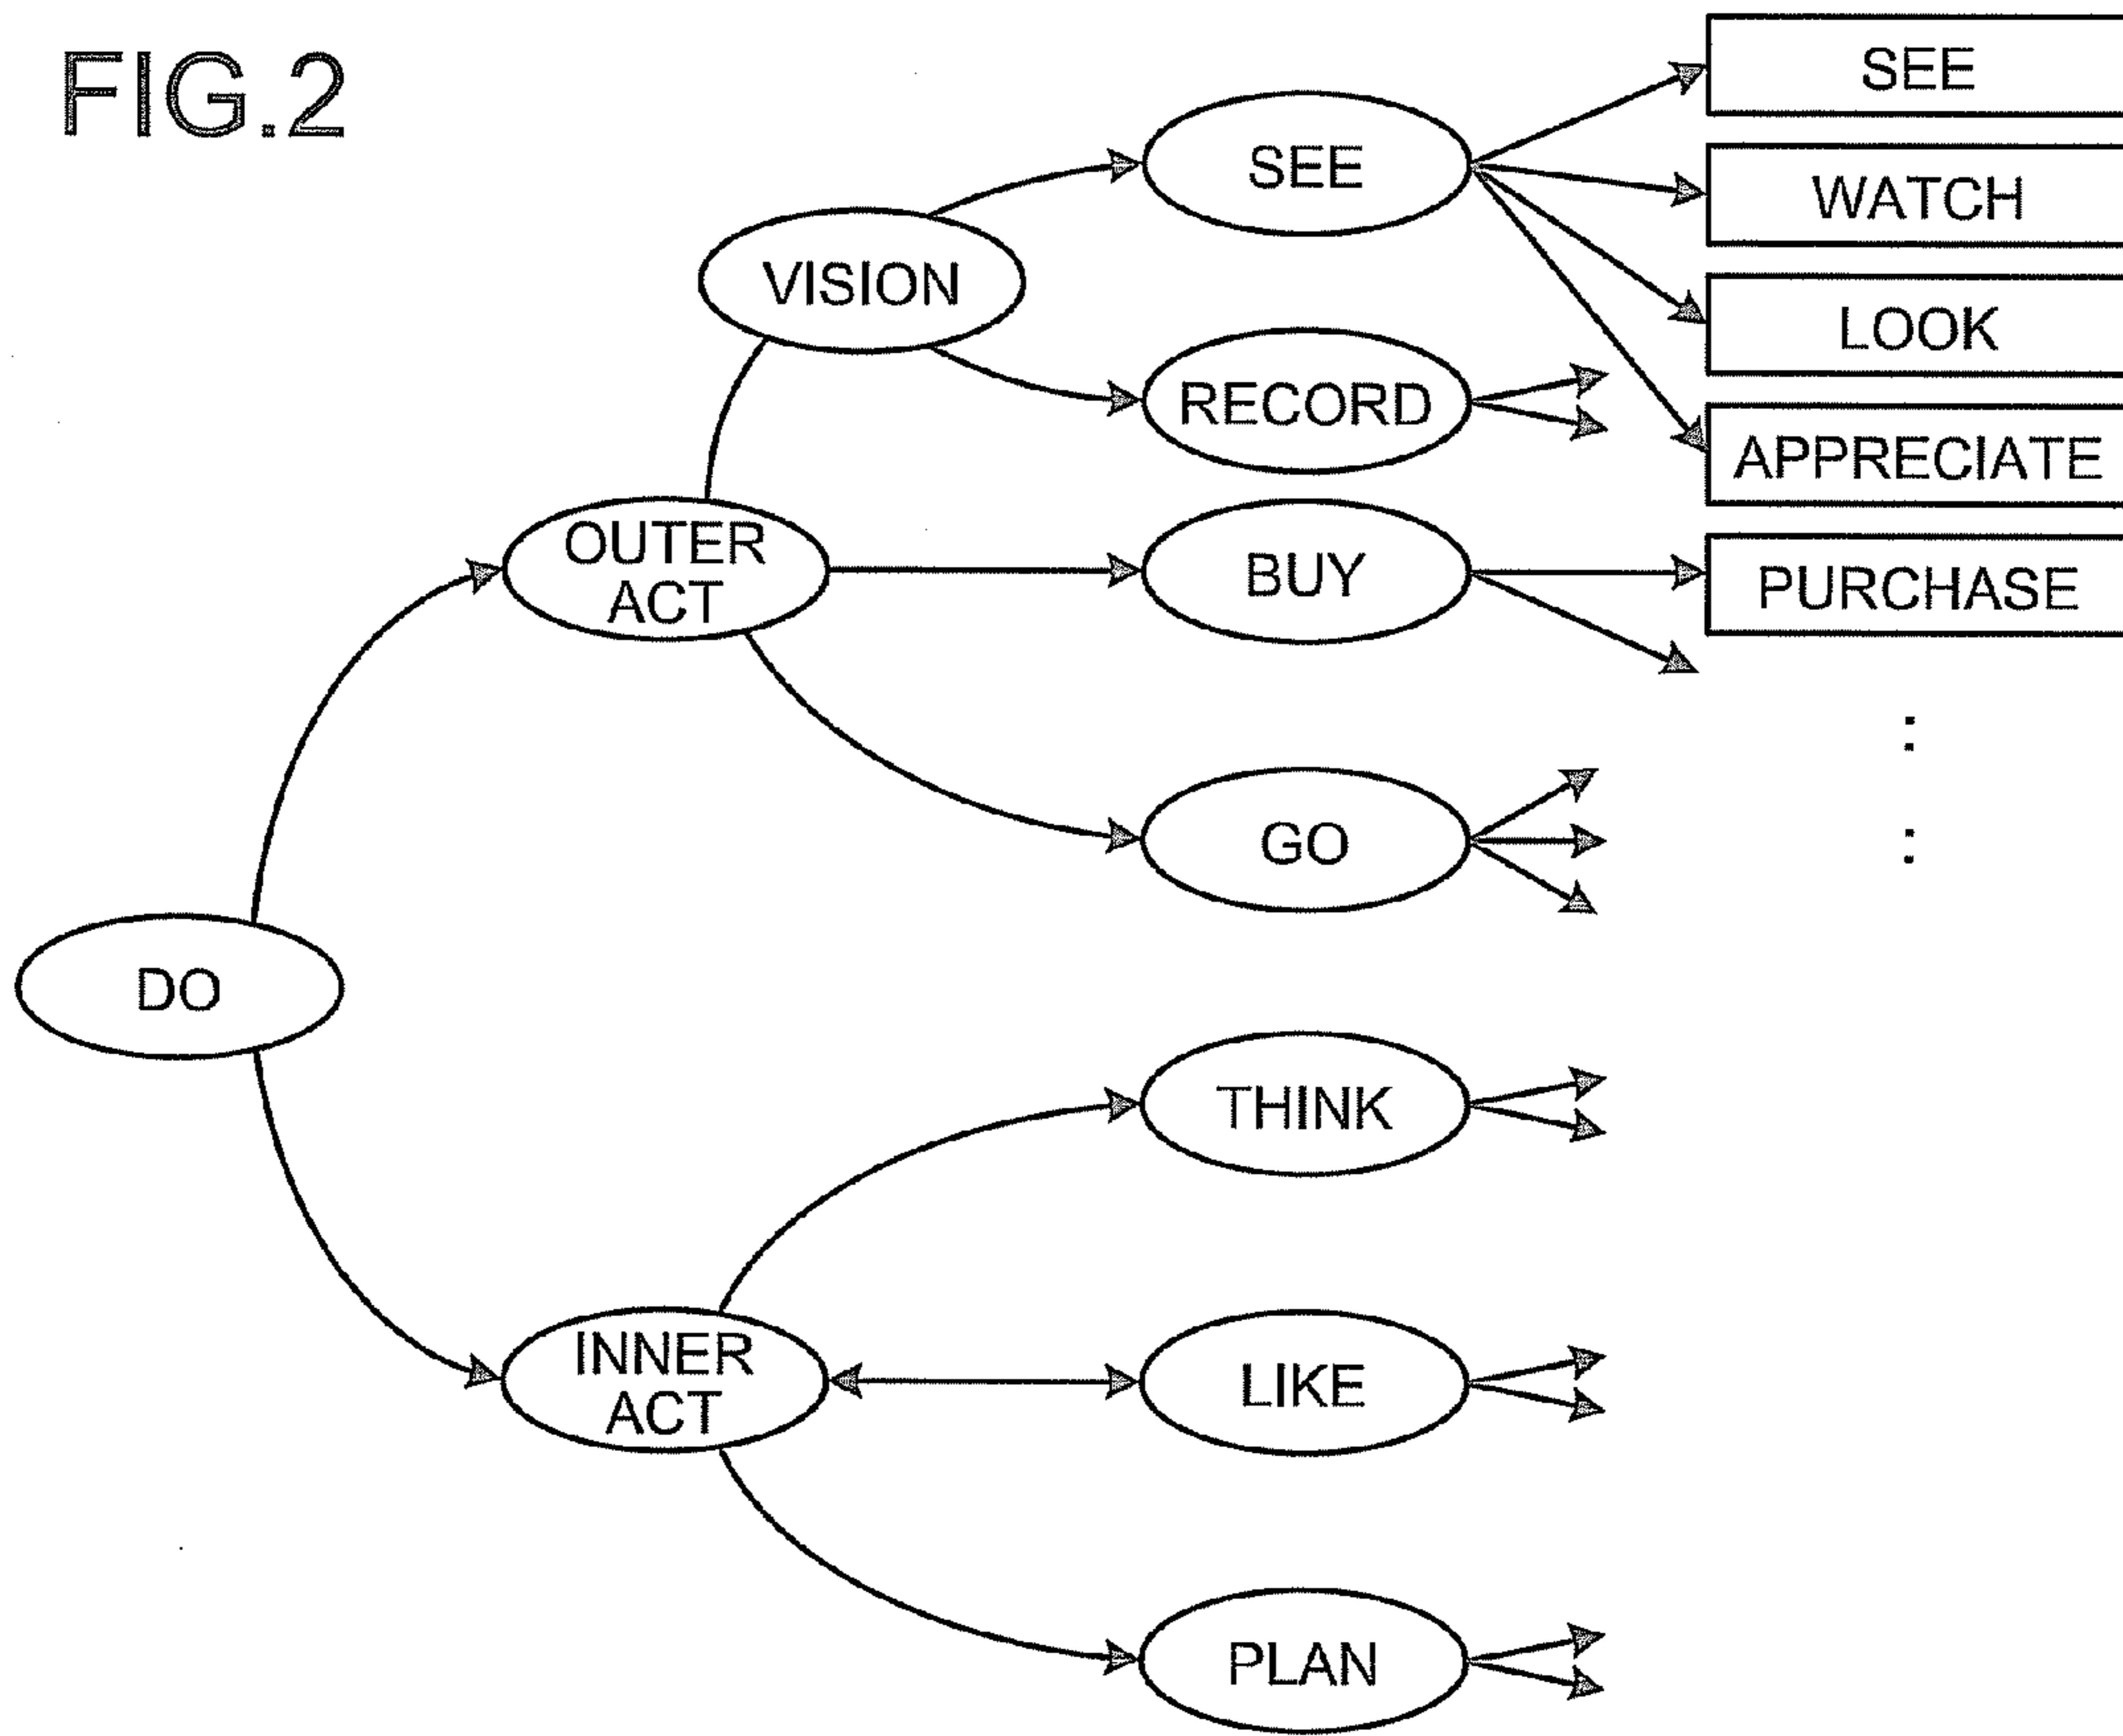 FIG.2
SEE
WATCH
LOOK
APPRECIATE
PURCHASE
SEE
VISION
RECORD
OUTER
ACT
BUY
GO
DO
THINK
INNER
ACT
LIKE
PLAN